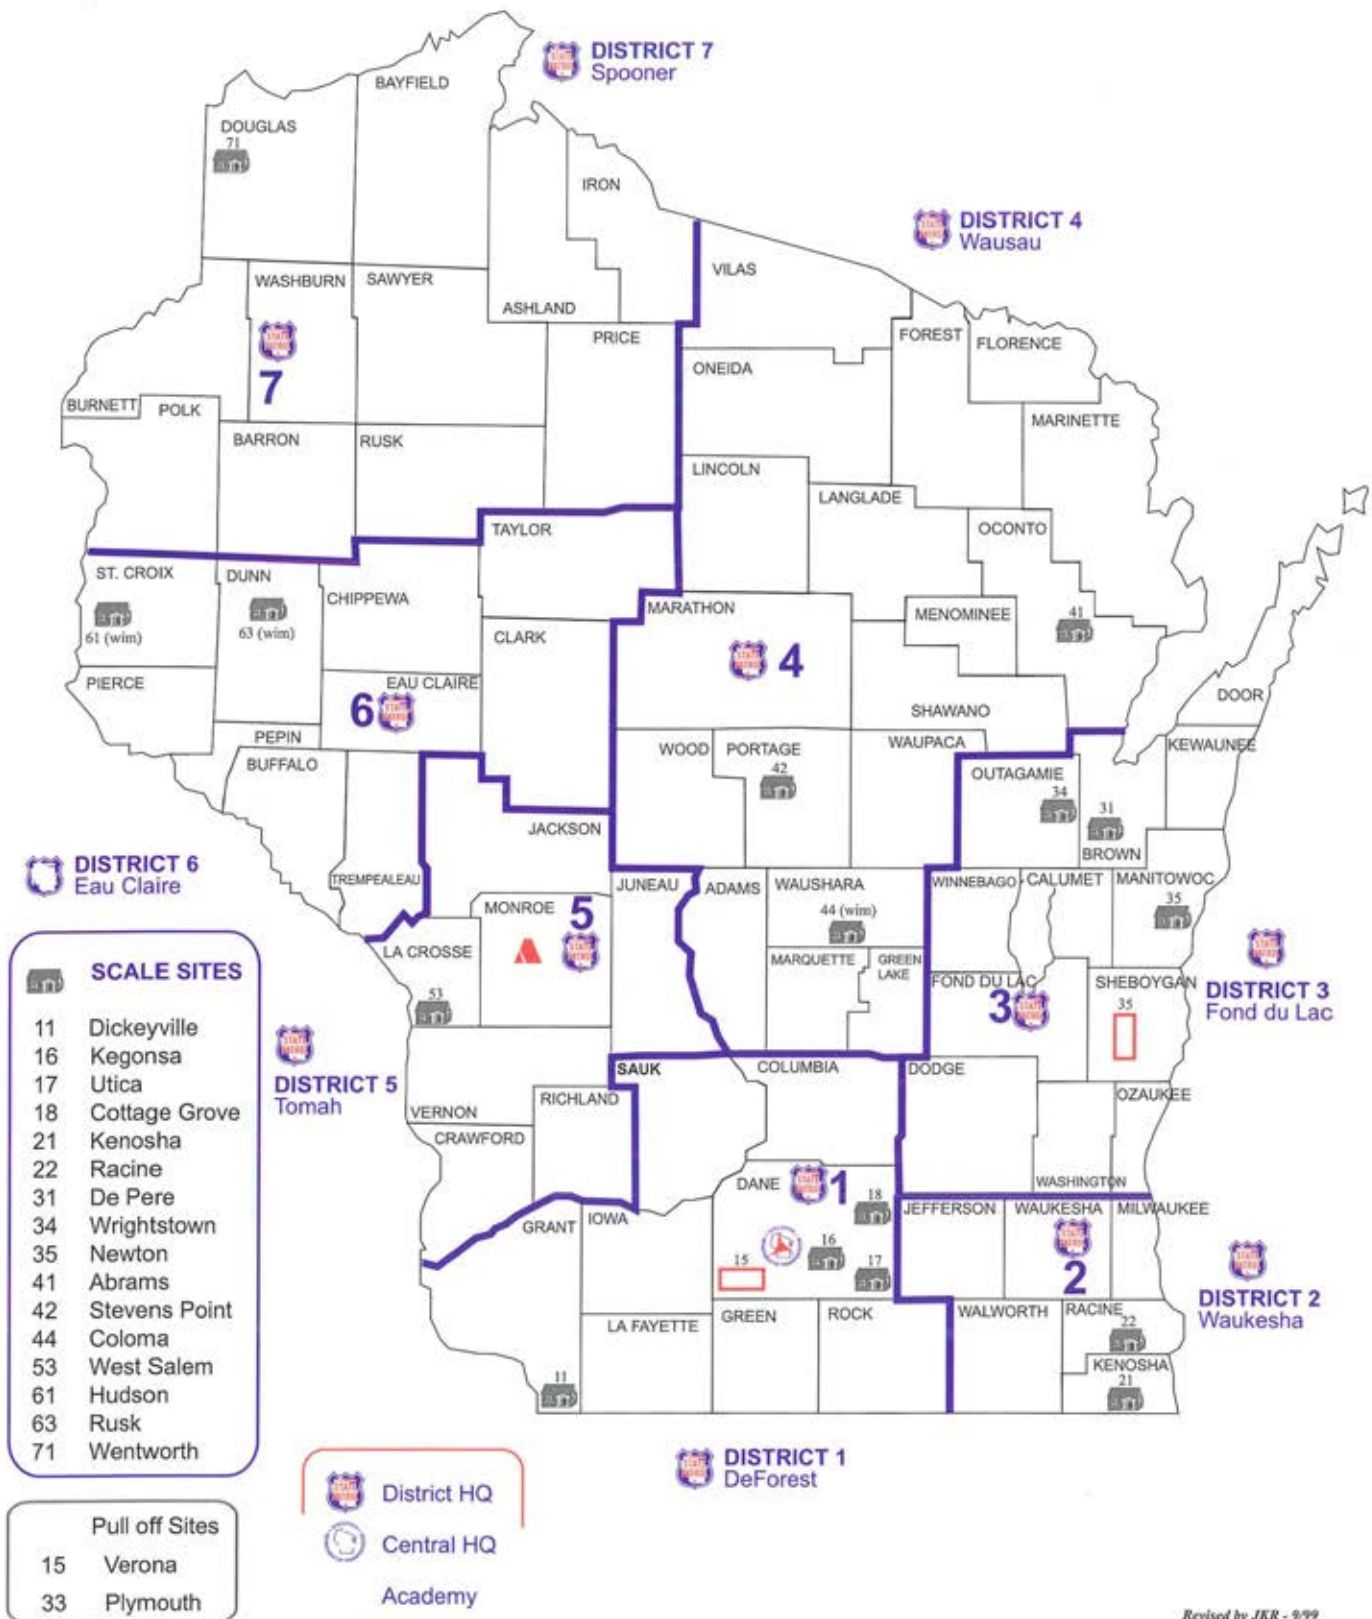 DISTRICT 7
Spooner
BAYFIELD
DOUGLAS
71
IRON
DISTRICT 4
Wausau
VILAS
WASHBURN
SAWYER
ASHLAND
PRICE
FOREST
FLORENCE
7
ONEIDA
BURNETT
POLK
MARINETTE
BARRON
RUSK
LINCOLN
LANGLADE
TAYLOR
OCONTO
ST. CROIX
DUNN
CHIPPEWA
61 (wim)
63 (wim)
MARATHON
MENOMINEE
41
CLARK
4
PIERCE
EAU CLAIRE
6
DOOR
SHAWANO
PEPIN
WOOD
PORTAGE
WAUPACA
KEWAUNEE
BUFFALO
42
OUTAGAMIE
34
31
JACKSON
BROWN
DISTRICT 6
Eau Claire
TREMPEALEAU
JUNEAU
ADAMS
WAUSHARA
WINNEBAGO
CALUMET
MANITOWOC
MONROE
5
44 (wim)
35
LA CROSSE
MARQUETTE
GREEN
LAKE
FOND DU LAC
SHEBOYGAN
53
3
35
DISTRICT 3
Fond du Lac
SCALE SITES
11 Dickeyville
16 Kegonsa
17 Utica
18 Cottage Grove
21 Kenosha
22 Racine
31 De Pere
34 Wrightstown
35 Newton
41 Abrams
42 Stevens Point
44 Coloma
53 West Salem
61 Hudson
63 Rusk
71 Wentworth
DISTRICT 5
Tomah
SAUK
COLUMBIA
DODGE
RICHLAND
OZAUKEE
VERNON
CRAWFORD
WASHINGTON
DANE
1
18
GRANT
IOWA
JEFFERSON
WAUKESHA
MILWAUKEE
16
15
17
2
DISTRICT 2
Waukesha
LA FAYETTE
GREEN
ROCK
WALWORTH
RACINE
22
KENOSHA
21
11
DISTRICT 1
DeForest
District HQ
Central HQ
Academy
Pull off Sites
15 Verona
33 Plymouth
Revised by JKR - 9/99